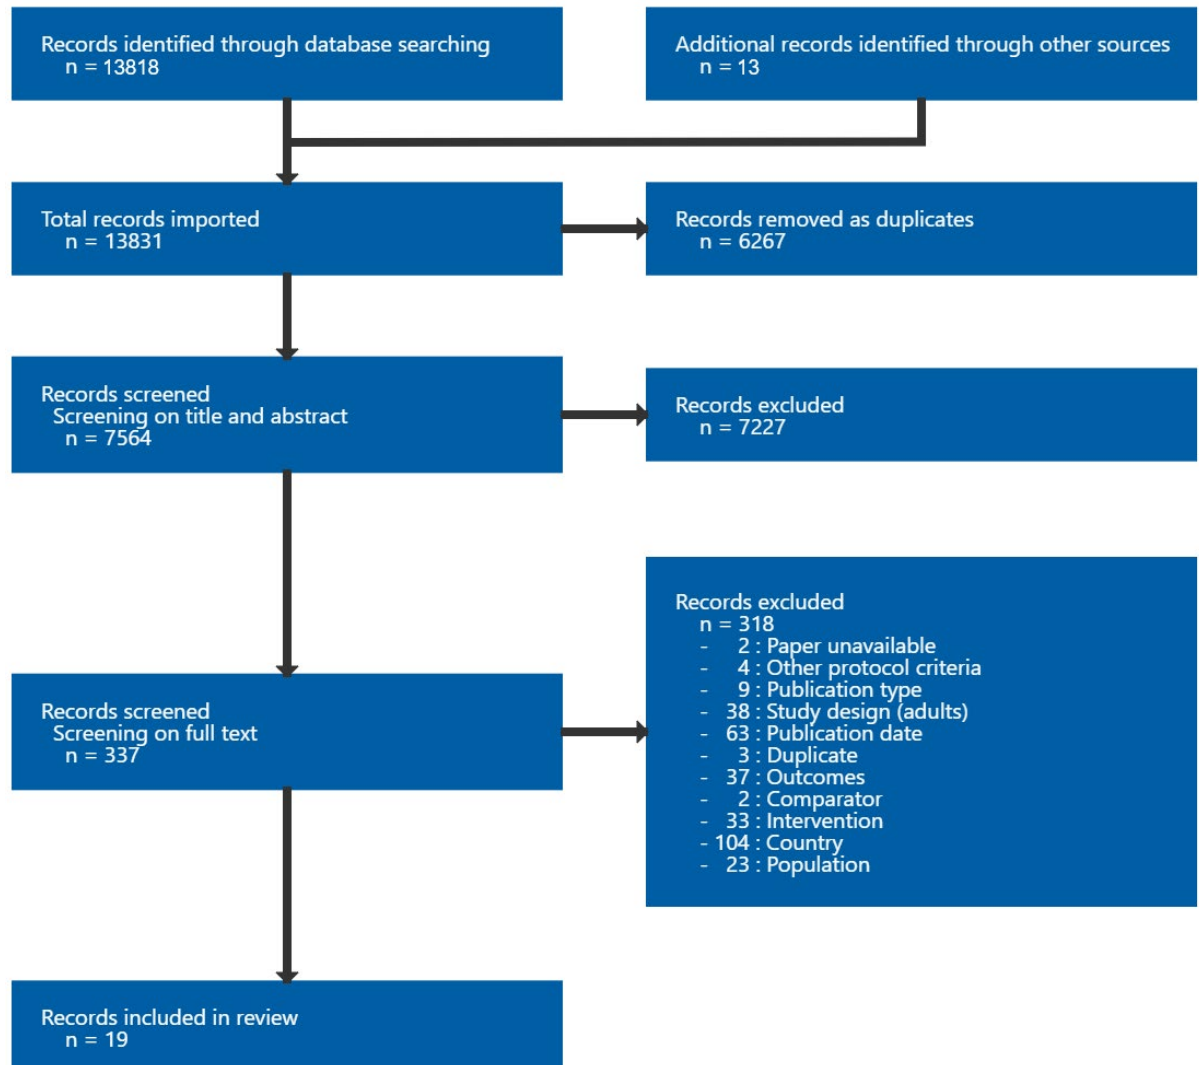 Records identified through database searching
n = 13818
Additional records identified through other sources
n = 13
Total records imported
n = 13831
Records removed as duplicates
n = 6267
Records screened
Screening on title and abstract
n = 7564
Records excluded
n = 7227
Records screened
Screening on full text
n = 337
Records excluded
n = 318
- 2 : Paper unavailable
- 4 : Other protocol criteria
- 9 : Publication type
- 38 : Study design (adults)
- 63 : Publication date
- 3 : Duplicate
- 37 : Outcomes
- 2 : Comparator
- 33 : Intervention
- 104 : Country
- 23 : Population
Records included in review
n = 19